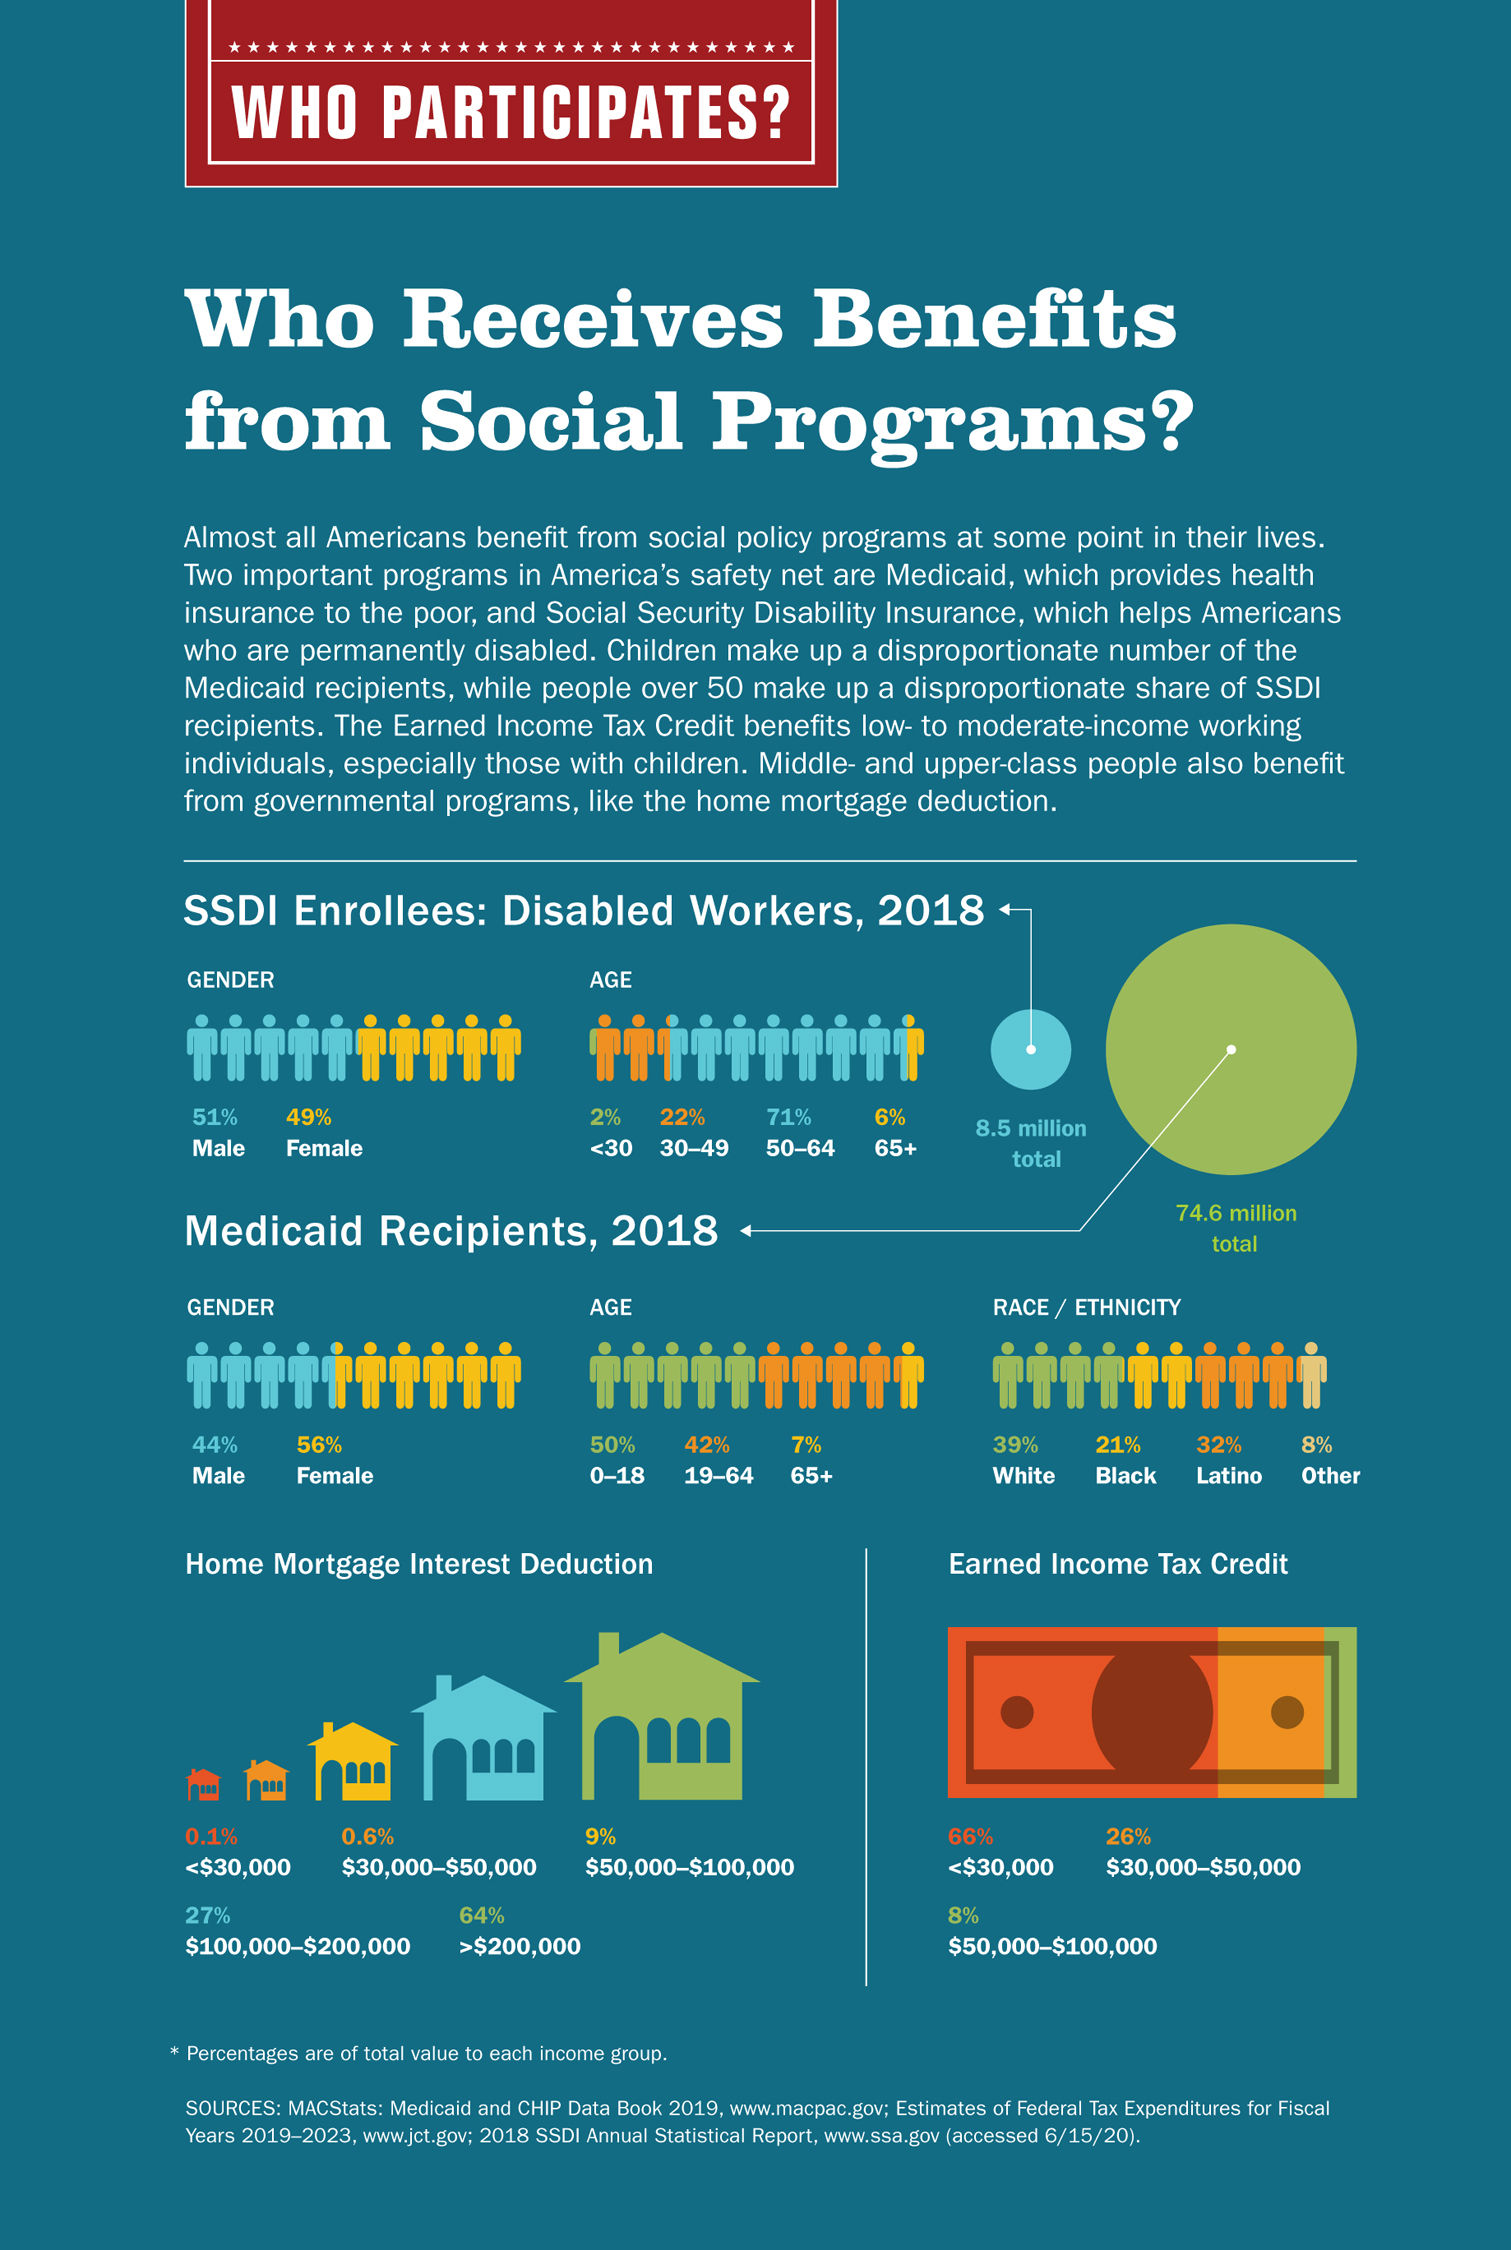 WHO PARTICIPATES?
Who Receives Benefits
from Social Programs?
Almost all Americans benefit from social policy programs at some point in their lives.
Two important programs in America’s safety net are Medicaid, which provides health
insurance to the poor, and Social Security Disability Insurance, which helps Americans
who are permanently disabled. Children make up a disproportionate number of the
Medicaid recipients, while people over 50 make up a disproportionate share of SSDI
recipients. The Earned Income Tax Credit benefits low- to moderate-income working
individuals, especially those with children. Middle- and upper-class people also benefit
from governmental programs, like the home mortgage deduction.
SSDI Enrollees: Disabled Workers, 2018
GENDER
51%
Male
49%
Female
AGE
2%
<30
22%
30–49
71%
50–64
6%
65+
8.5 million
total
74.6 million
total
Medicaid Recipients, 2018
GENDER
44%
Male
56%
Female
AGE
50%
0–18
42%
19–64
7%
65+
RACE / ETHNICITY
39%
White
21%
Black
32%
Latino
8%
Other
Home Mortgage Interest Deduction
0.1%
<$30,000
0.6%
$30,000–$50,000
9%
$50,000–$100,000
27%
$100,000–$200,000
64%
>$200,000
Earned Income Tax Credit
66%
<$30,000
26%
$30,000–$50,000
8%
$50,000–$100,000
* Percentages are of total value to each income group.
SOURCES: MACStats: Medicaid and CHIP Data Book 2019, www.macpac.gov; Estimates of Federal Tax Expenditures for Fiscal
Years 2019–2023, www.jct.gov; 2018 SSDI Annual Statistical Report, www.ssa.gov (accessed 6/15/20).